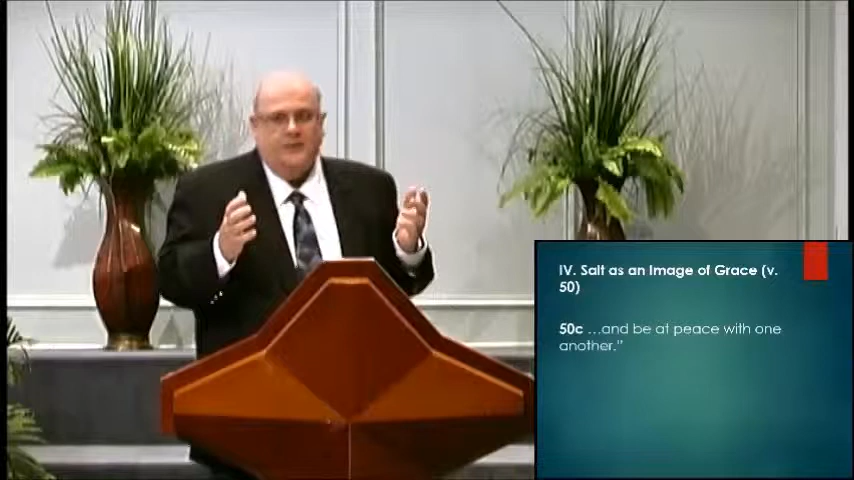 IV. Salt as an Image of Grace (v.
50)
50c …and be at peace with one
another.”